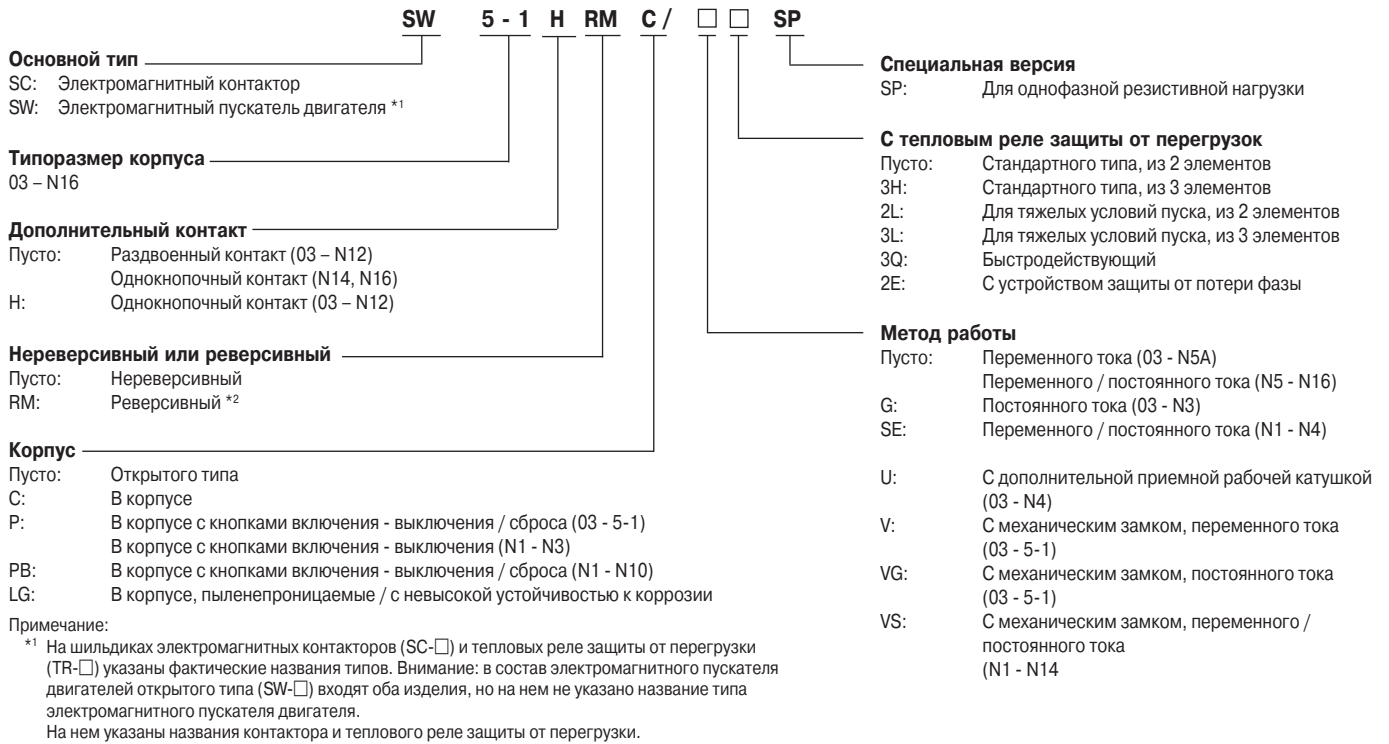 SW 5 - 1 H RM C / □ □ SP
Основной тип
SC: Электромагнитный контактор
SW: Электромагнитный пускатель двигателя *1
Типоразмер корпуса
03 – N16
Дополнительный контакт
Пусто: Раздвоенный контакт (03 – N12)
Однокнопочный контакт (N14, N16)
H: Однокнопочный контакт (03 – N12)
Нереверсивный или реверсивный
Пусто: Нереверсивный
RM: Реверсивный *2
Корпус
Пусто: Открытого типа
C: В корпусе
P: В корпусе с кнопками включения - выключения / сброса (03 - 5-1)
В корпусе с кнопками включения - выключения (N1 - N3)
PB: В корпусе с кнопками включения - выключения / сброса (N1 - N10)
LG: В корпусе, пыленепроницаемые / с невысокой устойчивостью к коррозии
Примечание:
*1 На шильдиках электромагнитных контакторов (SC-□) и тепловых реле защиты от перегрузки
(TR-□) указаны фактические названия типов. Внимание: в состав электромагнитного пускателя
двигателей открытого типа (SW-□) входят оба изделия, но на нем не указано название типа
электромагнитного пускателя двигателя.
На нем указаны названия контактора и теплового реле защиты от перегрузки.
Специальная версия
SP: Для однофазной резистивной нагрузки
С тепловым реле защиты от перегрузок
Пусто: Стандартного типа, из 2 элементов
3H: Стандартного типа, из 3 элементов
2L: Для тяжелых условий пуска, из 2 элементов
3L: Для тяжелых условий пуска, из 3 элементов
3Q: Быстродействующий
2E: С устройством защиты от потери фазы
Метод работы
Пусто: Переменного тока (03 - N5A)
Переменного / постоянного тока (N5 - N16)
G: Постоянного тока (03 - N3)
SE: Переменного / постоянного тока (N1 - N4)
U: С дополнительной приемной рабочей катушкой
(03 - N4)
V: С механическим замком, переменного тока
(03 - 5-1)
VG: С механическим замком, постоянного тока
(03 - 5-1)
VS: С механическим замком, переменного /
постоянного тока
(N1 - N14